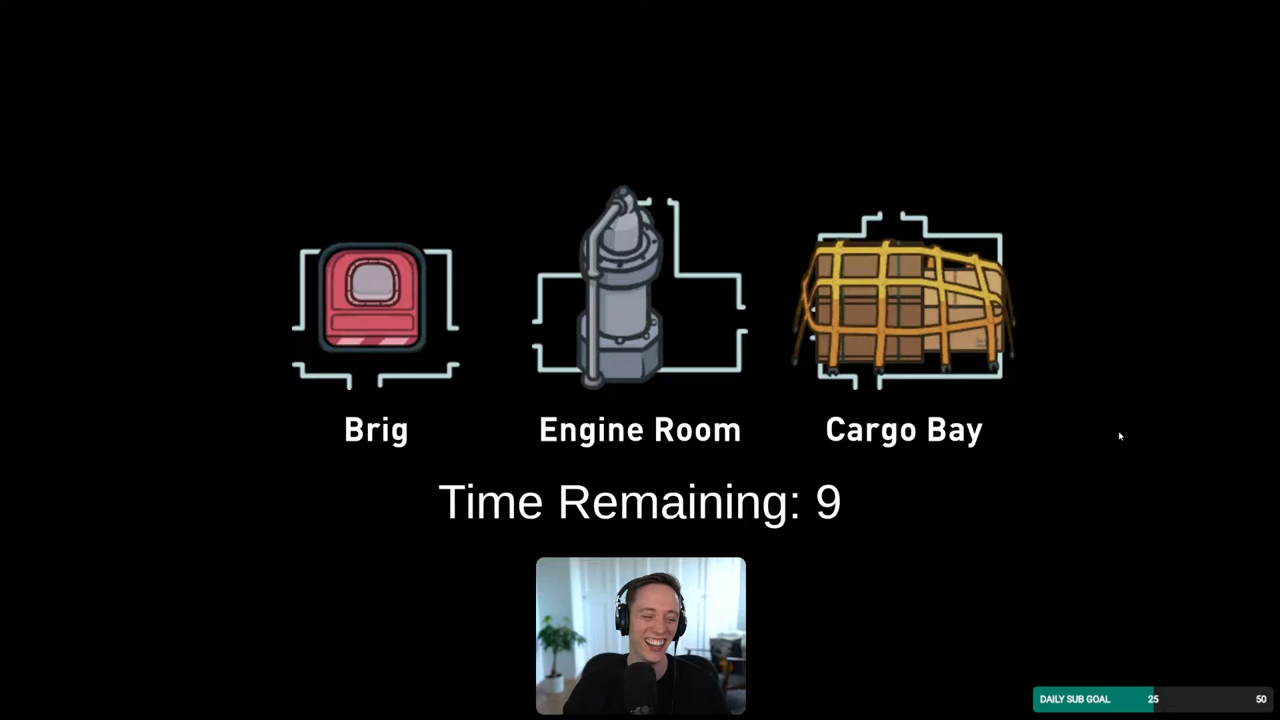 Brig
Engine Room
Cargo Bay
Time Remaining: 9
DAILY SUB GOAL 25 50